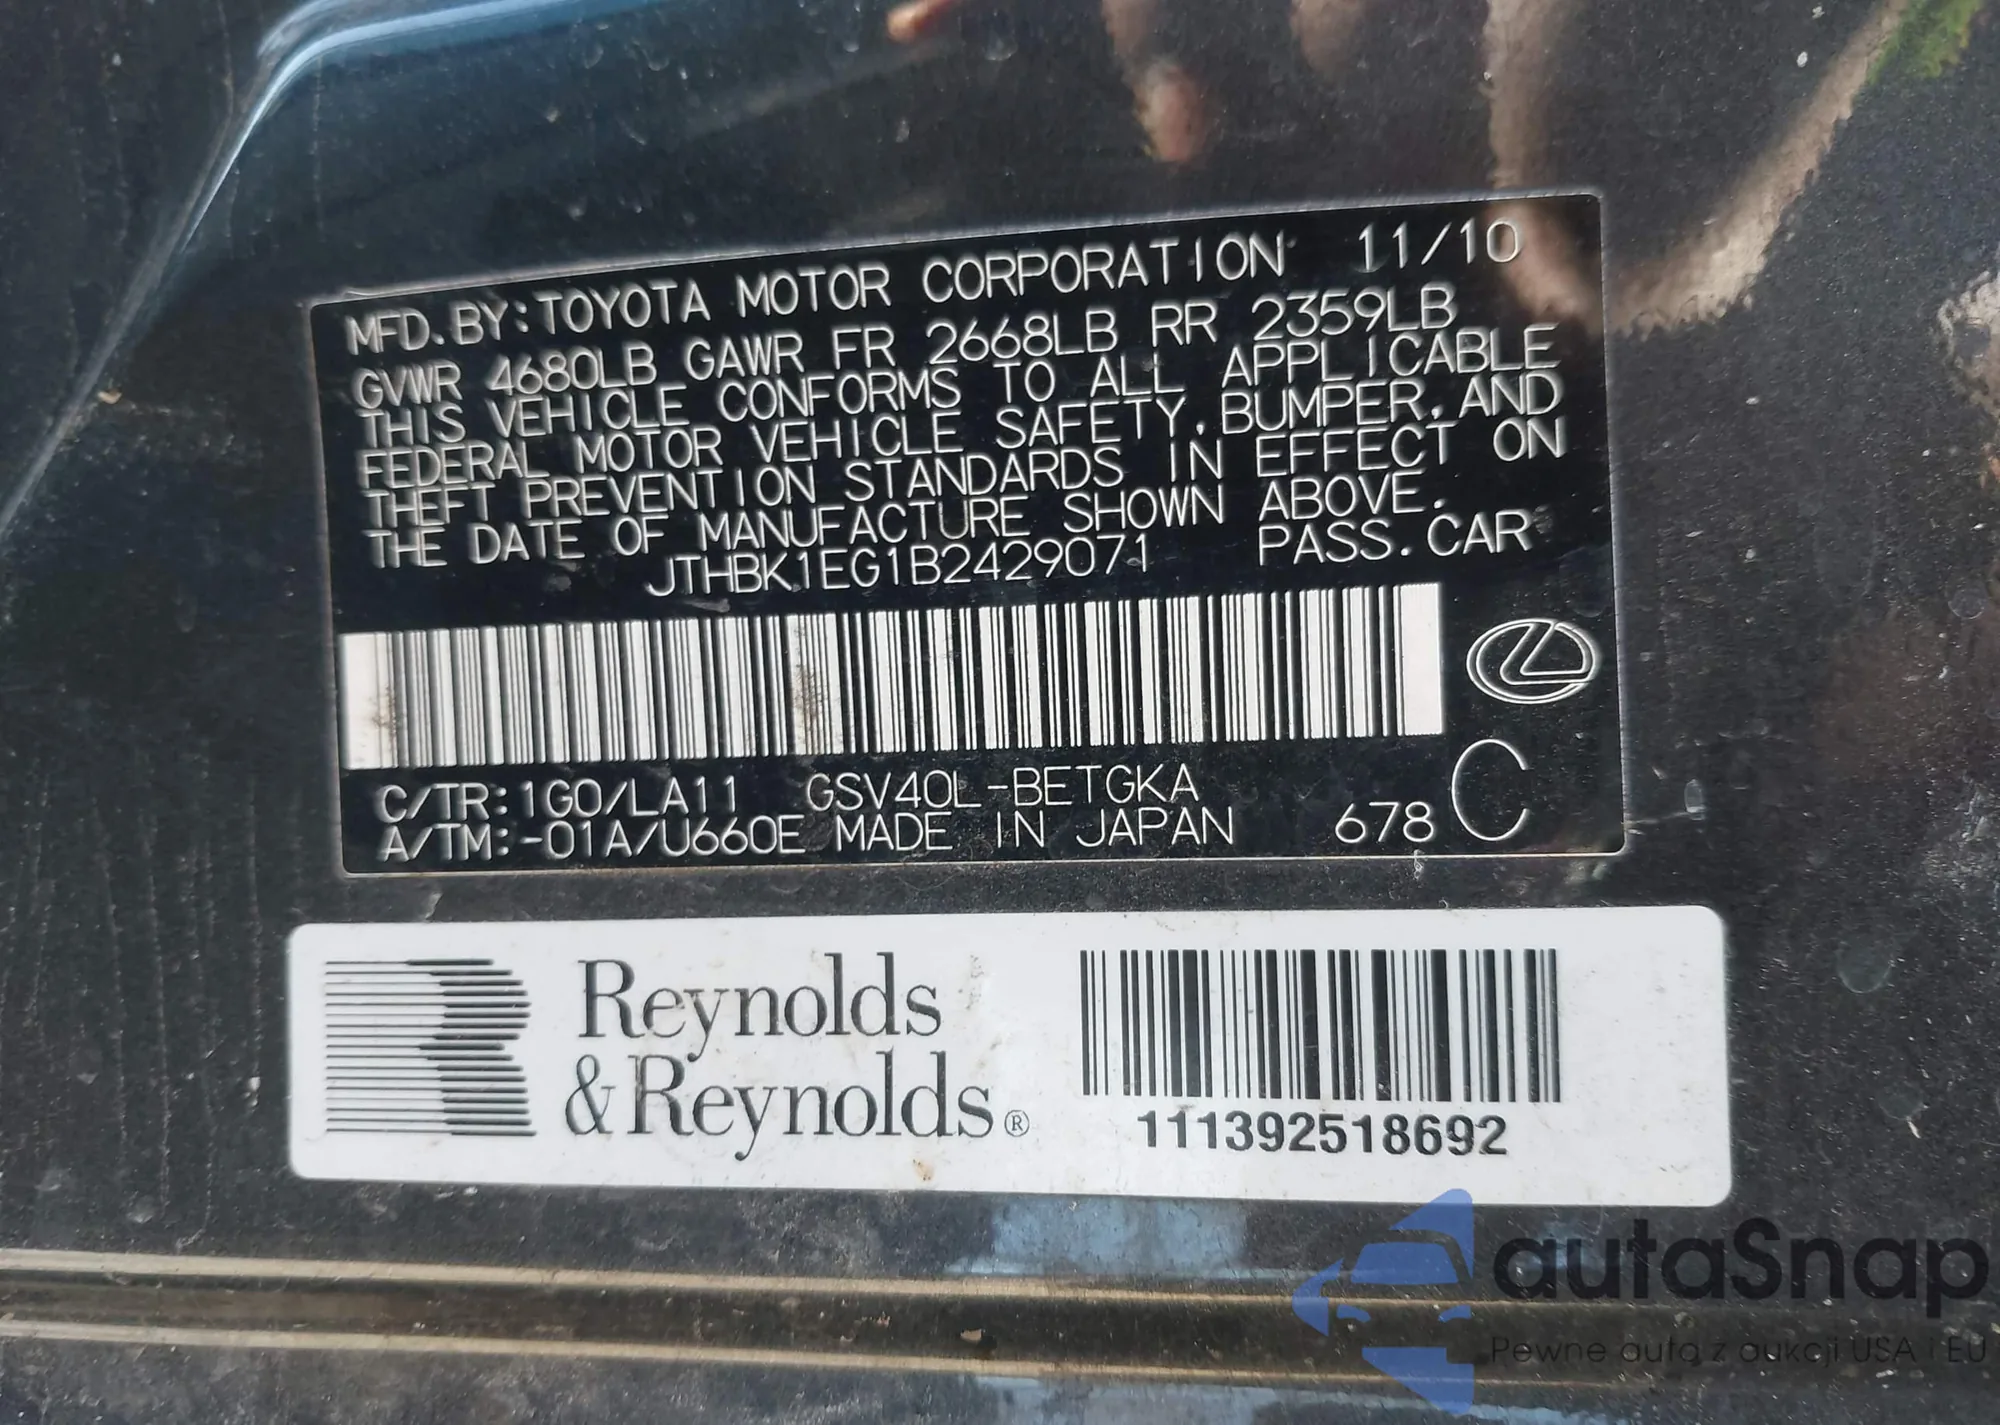 MFD. BY: TOYOTA MOTOR CORPORATION 11/10
GVWR 4680LB GAWR FR 2668LB RR 2359LB
THIS VEHICLE CONFORMS TO ALL APPLICABLE
FEDERAL MOTOR VEHICLE SAFETY, BUMPER, AND
THEFT PREVENTION STANDARDS IN EFFECT ON
THE DATE OF MANUFACTURE SHOWN ABOVE.
JTHBK1EG1B2429071 PASS. CAR
C/TR: 1G0/LA11 GSV40L-BETGKA
A/TM: -01A/U660E MADE IN JAPAN 678 C
Reynolds
& Reynolds®
111392518692
autaSnap
Pewne auta z aukcji USA i EU